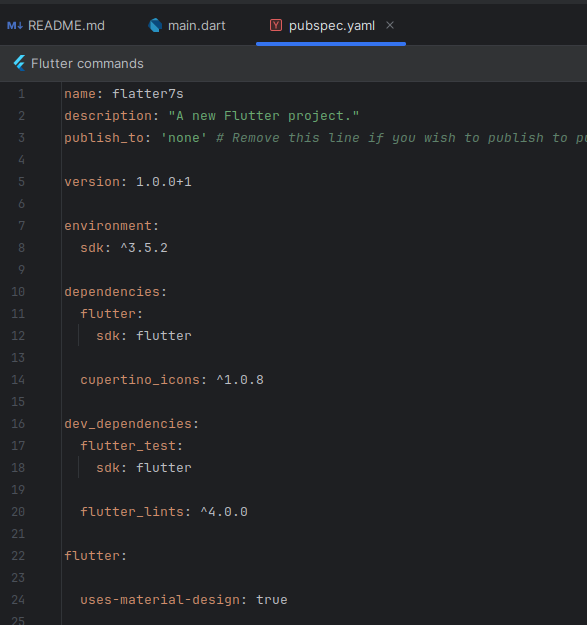 README.md main.dart pubspec.yaml
Flutter commands
1 name: flatter7s
2 description: "A new Flutter project."
3 publish_to: 'none' # Remove this line if you wish to publish to
4
5 version: 1.0.0+1
6
7 environment:
8 sdk: ^3.5.2
9
10 dependencies:
11 flutter:
12 sdk: flutter
13
14 cupertino_icons: ^1.0.8
15
16 dev_dependencies:
17 flutter_test:
18 sdk: flutter
19
20 flutter_lints: ^4.0.0
21
22 flutter:
23
24 uses-material-design: true
25